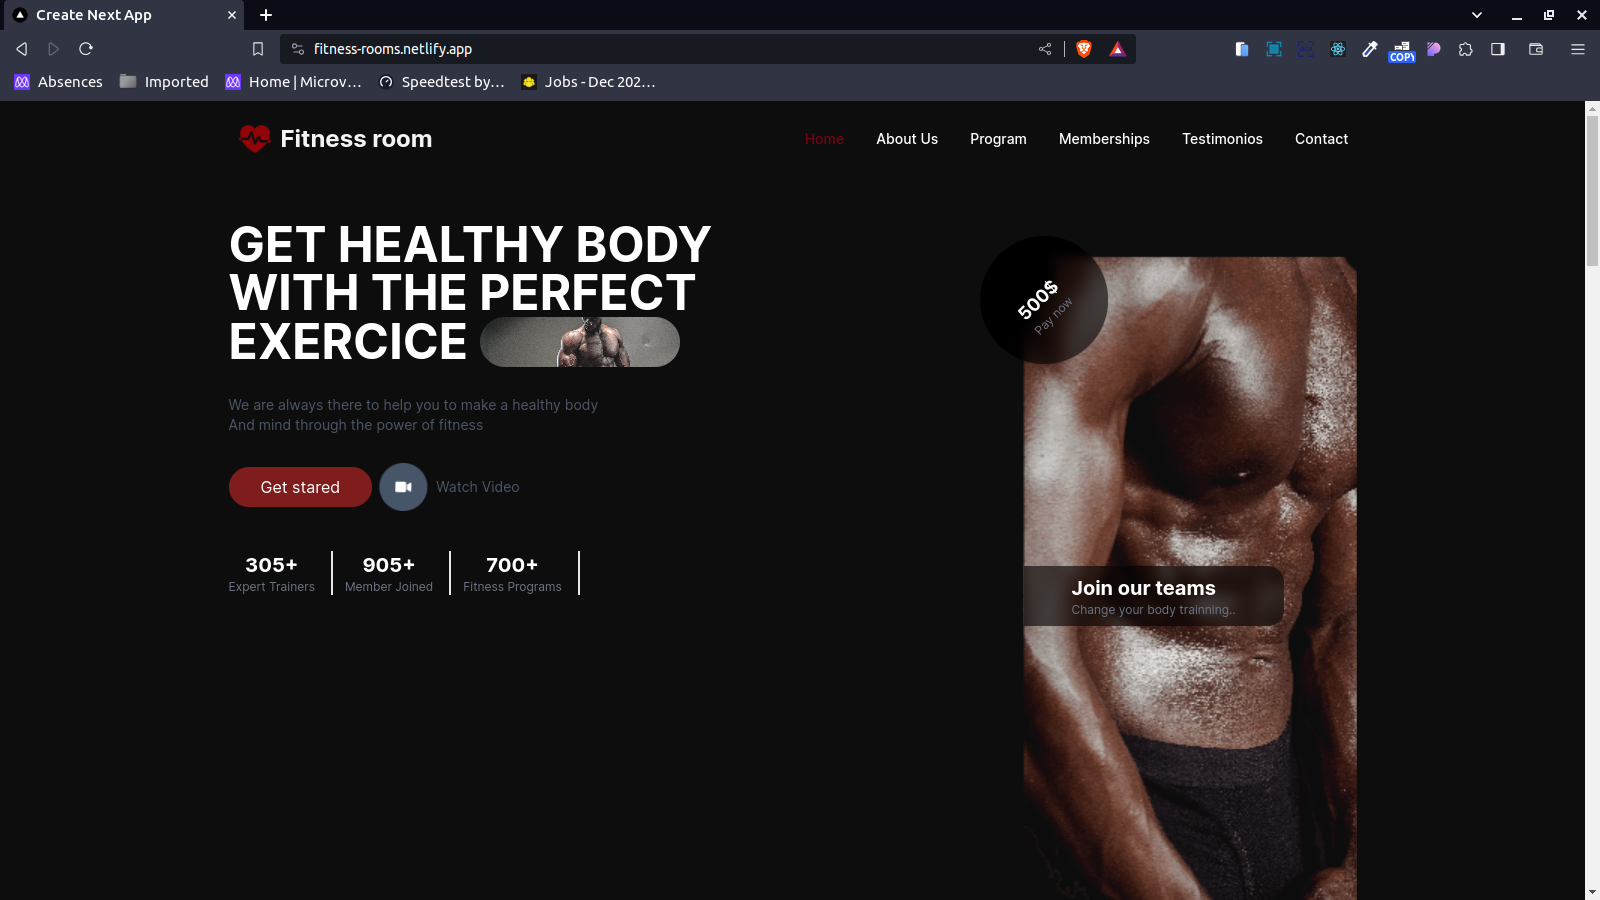 Create Next App
fitness-rooms.netlify.app
COPY
Absences
Imported
Home | Microv...
Speedtest by...
Jobs - Dec 202...
Fitness room
Home
About Us
Program
Memberships
Testimonios
Contact
GET HEALTHY BODY
WITH THE PERFECT
EXERCICE
We are always there to help you to make a healthy body
And mind through the power of fitness
Get stared
Watch Video
305+
Expert Trainers
905+
Member Joined
700+
Fitness Programs
500$
Pay now
Join our teams
Change your body trainning..